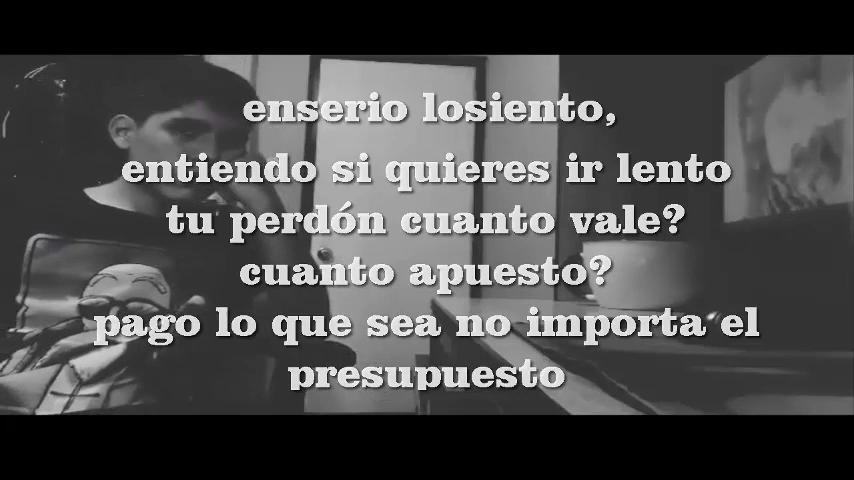 enserio losiento,
entiendo si quieres ir lento
tu perdón cuanto vale?
cuanto apuesto?
pago lo que sea no importa el
presupuesto